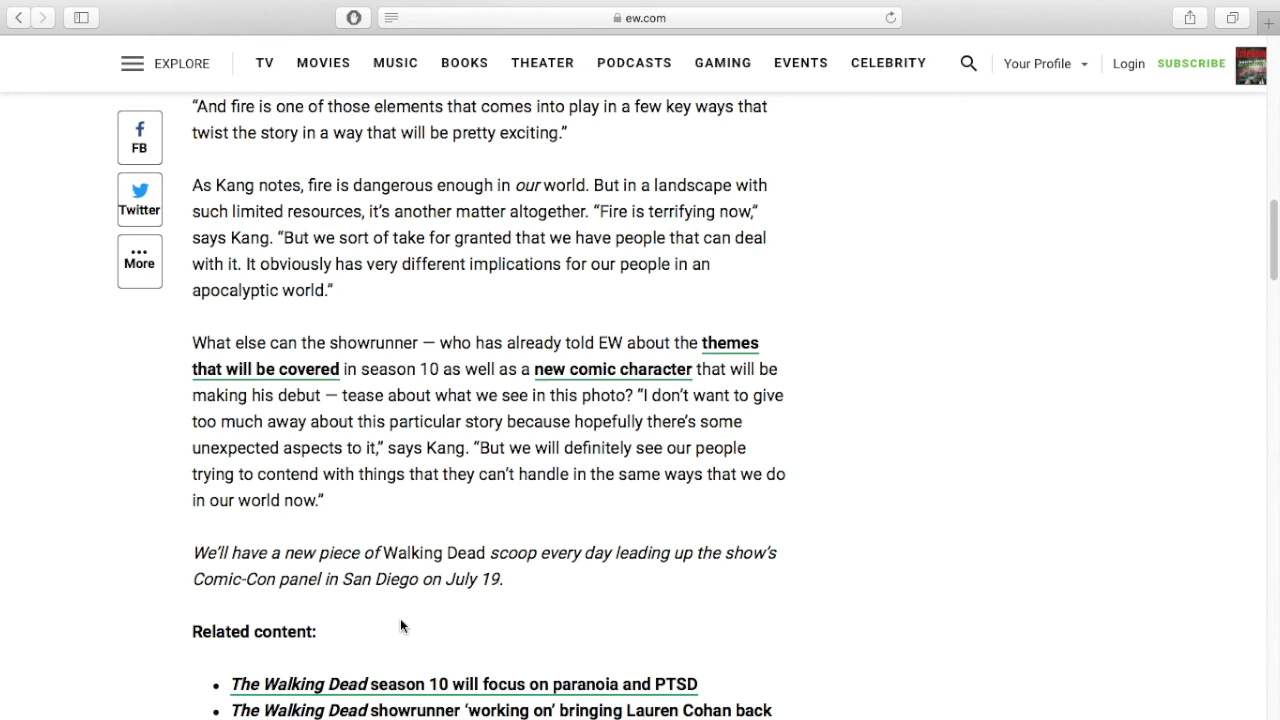 ew.com
EXPLORE TV MOVIES MUSIC BOOKS THEATER PODCASTS GAMING EVENTS CELEBRITY Your Profile Login SUBSCRIBE
FB
Twitter
More
“And fire is one of those elements that comes into play in a few key ways that
twist the story in a way that will be pretty exciting.”
As Kang notes, fire is dangerous enough in our world. But in a landscape with
such limited resources, it’s another matter altogether. “Fire is terrifying now,”
says Kang. “But we sort of take for granted that we have people that can deal
with it. It obviously has very different implications for our people in an
apocalyptic world.”
What else can the showrunner — who has already told EW about the themes
that will be covered in season 10 as well as a new comic character that will be
making his debut — tease about what we see in this photo? “I don’t want to give
too much away about this particular story because hopefully there’s some
unexpected aspects to it,” says Kang. “But we will definitely see our people
trying to contend with things that they can’t handle in the same ways that we do
in our world now.”
We’ll have a new piece of Walking Dead scoop every day leading up the show’s
Comic-Con panel in San Diego on July 19.
Related content:
• The Walking Dead season 10 will focus on paranoia and PTSD
• The Walking Dead showrunner ‘working on’ bringing Lauren Cohan back